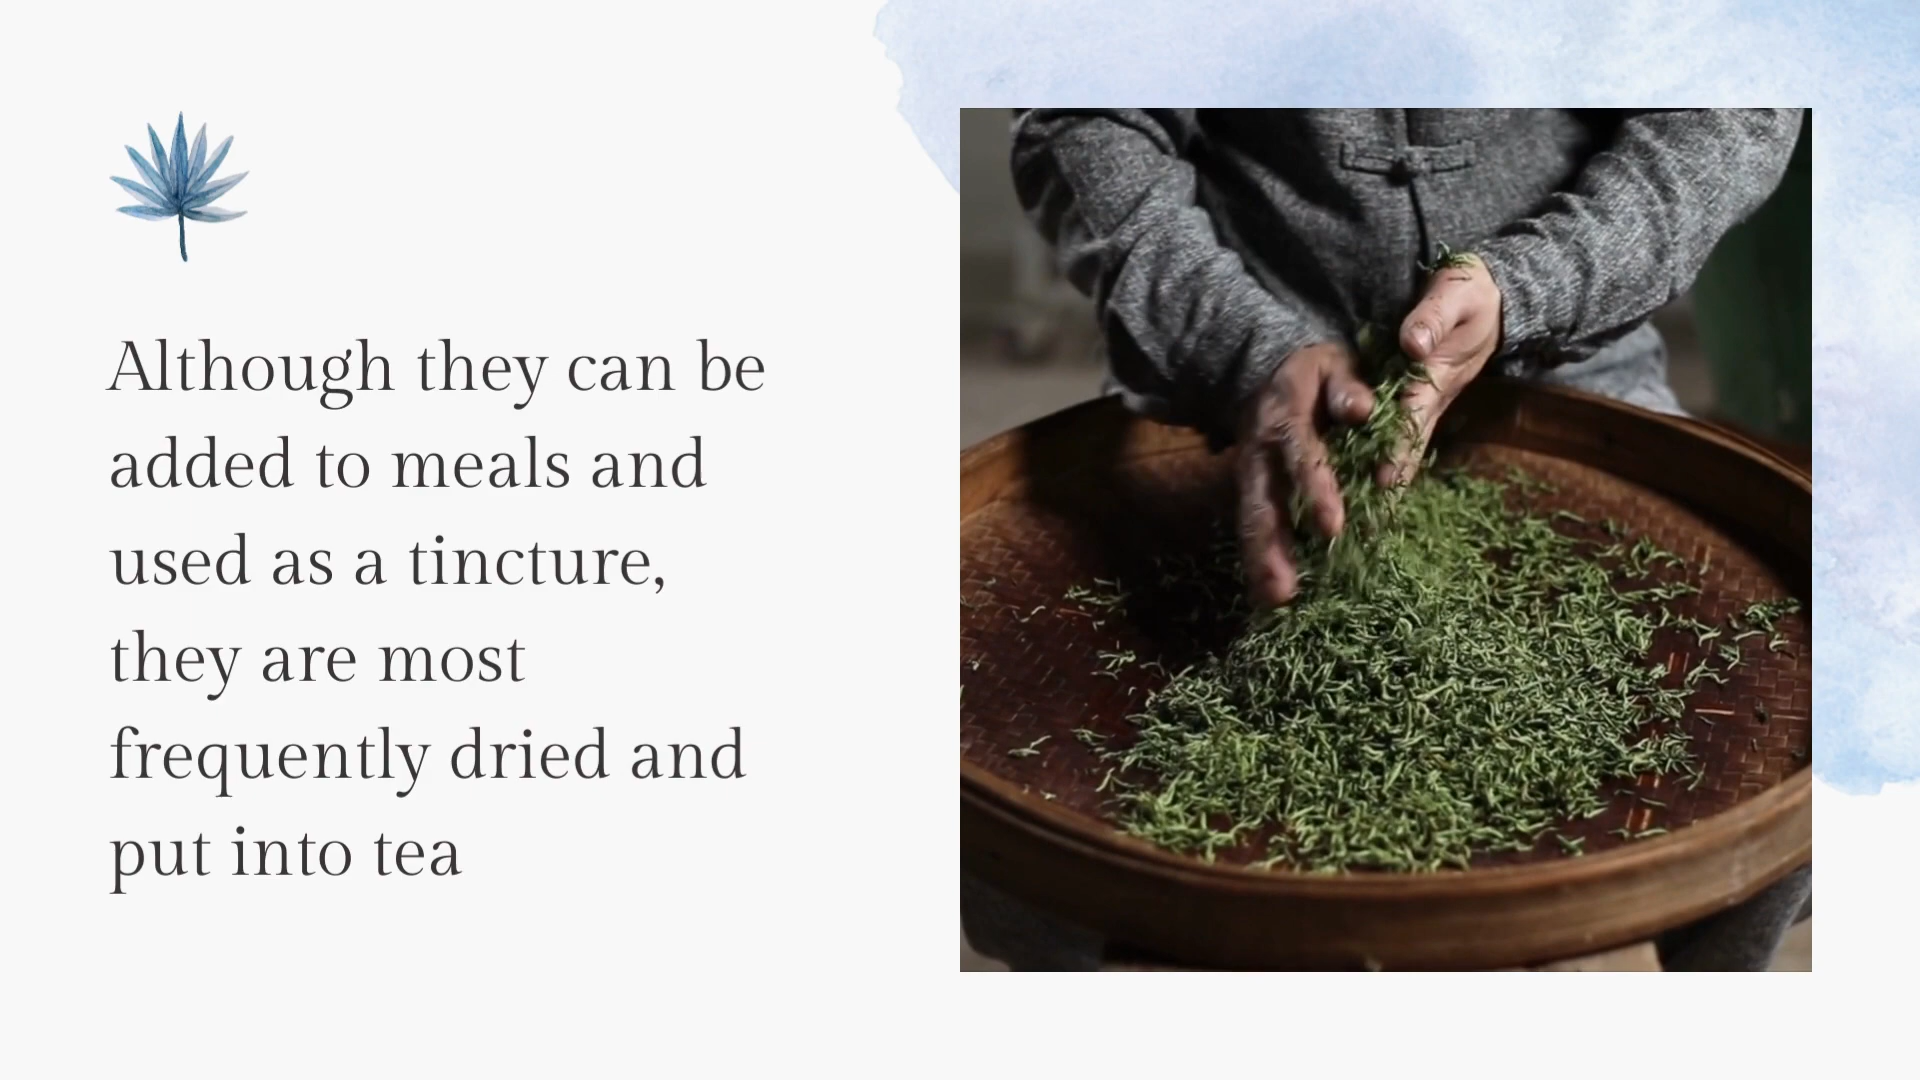 Although they can be
added to meals and
used as a tincture,
they are most
frequently dried and
put into tea